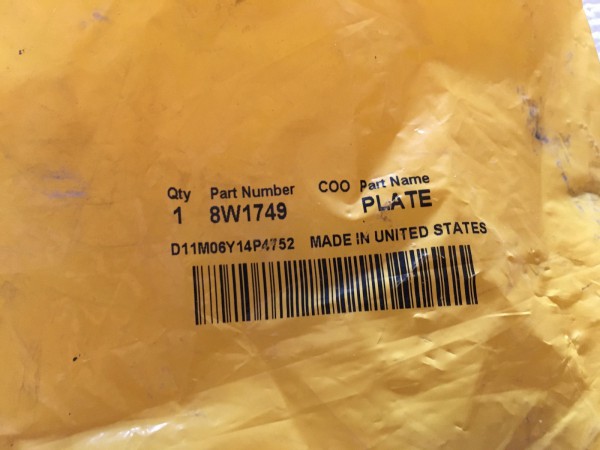 Qty Part Number COO Part Name
1 8W1749 PLATE
D11M06Y14P4752 MADE IN UNITED STATES